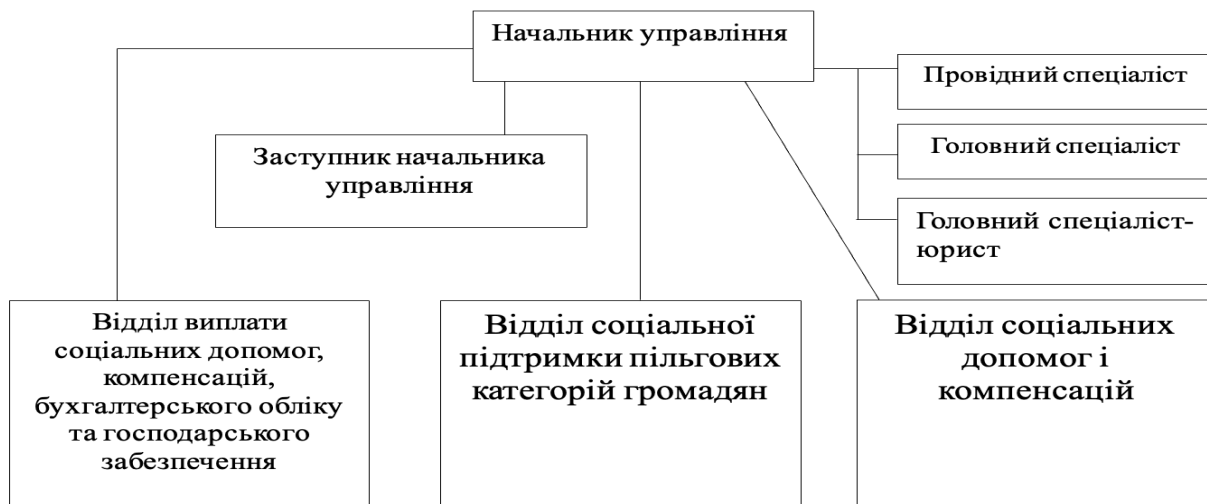 Начальник управління
Провідний спеціаліст
Заступник начальника
управління
Головний спеціаліст
Головний спеціаліст-
юрист
Відділ виплати
соціальних допомог,
компенсацій,
бухгалтерського обліку
та господарського
забезпечення
Відділ соціальної
підтримки пільгових
категорій громадян
Відділ соціальних
допомог і
компенсацій